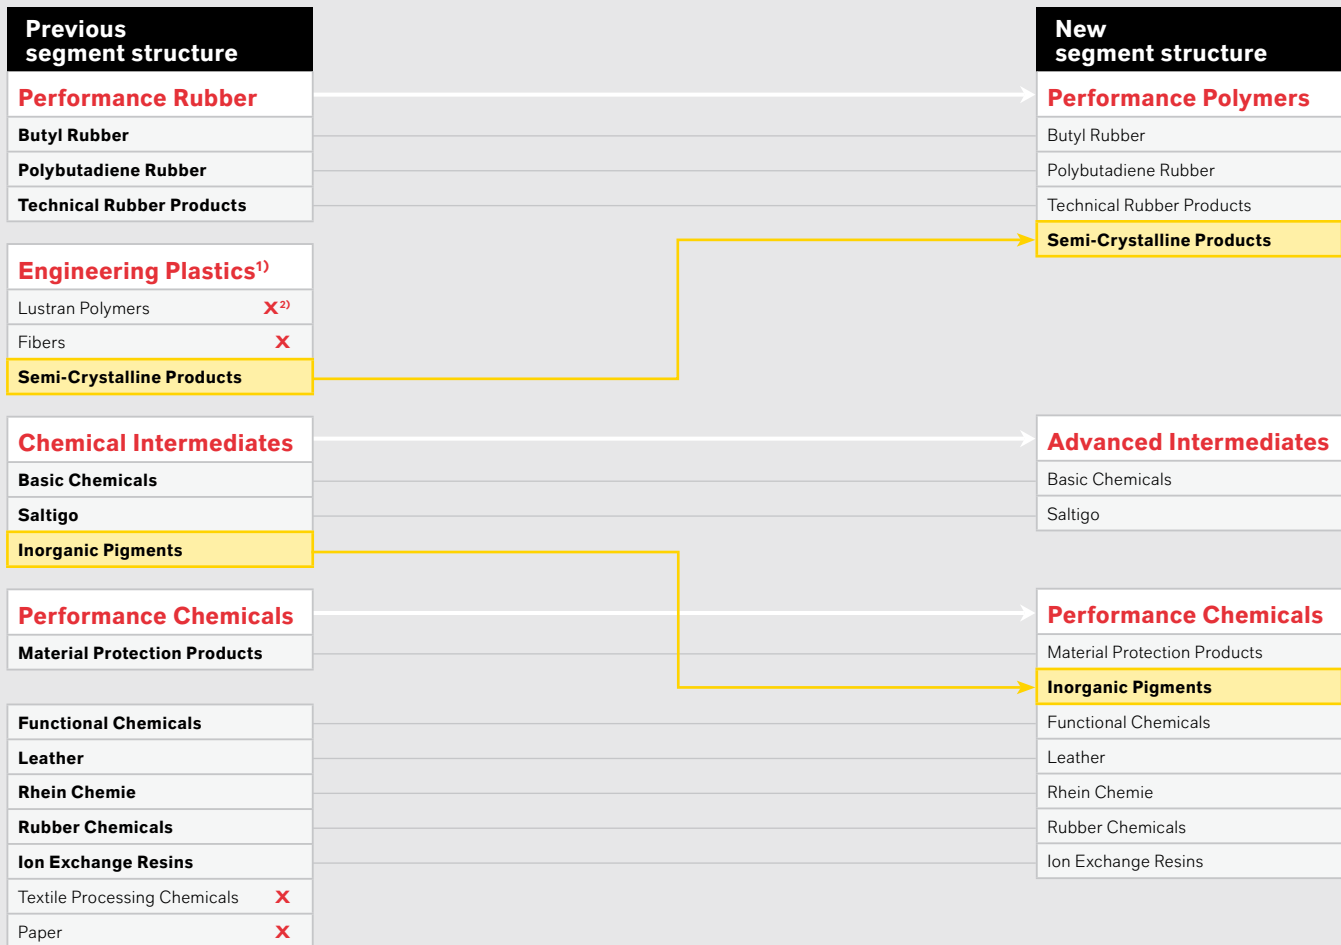 Previous
segment structure
Performance Rubber
Butyl Rubber
Polybutadiene Rubber
Technical Rubber Products
Engineering Plastics1)
Lustran Polymers X2)
Fibers X
Semi-Crystalline Products
Chemical Intermediates
Basic Chemicals
Saltigo
Inorganic Pigments
Performance Chemicals
Material Protection Products
Functional Chemicals
Leather
Rhein Chemie
Rubber Chemicals
Ion Exchange Resins
Textile Processing Chemicals X
Paper X
New
segment structure
Performance Polymers
Butyl Rubber
Polybutadiene Rubber
Technical Rubber Products
Semi-Crystalline Products
Advanced Intermediates
Basic Chemicals
Saltigo
Performance Chemicals
Material Protection Products
Inorganic Pigments
Functional Chemicals
Leather
Rhein Chemie
Rubber Chemicals
Ion Exchange Resins